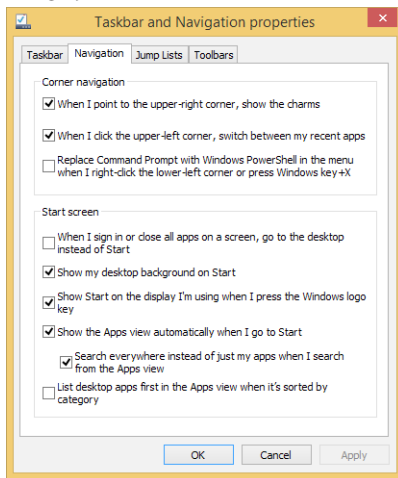 Taskbar and Navigation properties
Taskbar Navigation Jump Lists Toolbars
Corner navigation
When I point to the upper-right corner, show the charms
When I click the upper-left corner, switch between my recent apps
Replace Command Prompt with Windows PowerShell in the menu
when I right-click the lower-left corner or press Windows key+X
Start screen
When I sign in or close all apps on a screen, go to the desktop
instead of Start
Show my desktop background on Start
Show Start on the display I'm using when I press the Windows logo
key
Show the Apps view automatically when I go to Start
Search everywhere instead of just my apps when I search
from the Apps view
List desktop apps first in the Apps view when it's sorted by
category
OK Cancel Apply